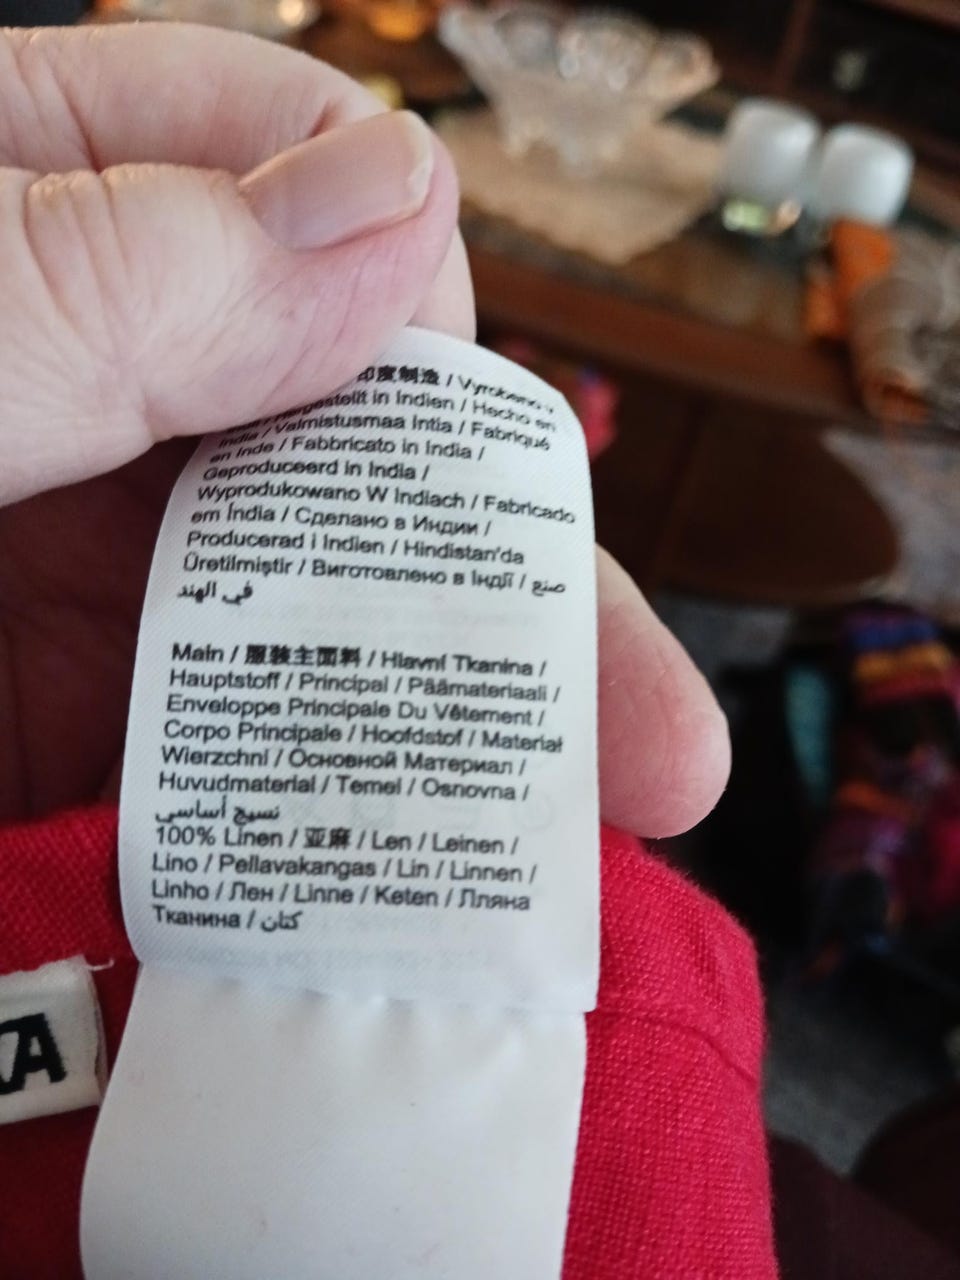 印度制造 / Vyrobeno v
Hargestellt in Indien / Hecho en
India / Valmistusmaa Intia / Fabriqué
en Inde / Fabbricato in India /
Geproduceerd in India /
Wyprodukowano W Indiach / Fabricado
em Índia / Сделано в Индии /
Producerad i Indien / Hindistan'da
Üretilmiştir / Виготовлено в Індії / صنع
في الهند
Main / 服装主面料 / Hlavní Tkanina /
Hauptstoff / Principal / Päämateriaali /
Enveloppe Principale Du Vêtement /
Corpo Principale / Hoofdstof / Materiał
Wierzchni / Основной Материал /
Huvudmaterial / Temel / Osnovna /
نسيج أساسي
100% Linen / 亚麻 / Len / Leinen /
Lino / Pellavakangas / Lin / Linnen /
Linho / Лен / Linne / Keten / Лляна
Тканина / كتان
KA